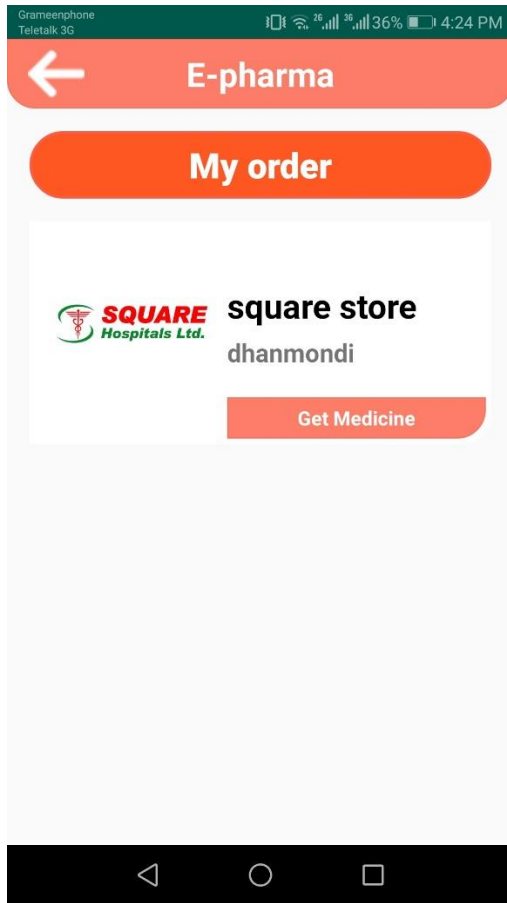 Grameenphone
Teletalk 3G
36% 4:24 PM
E-pharma
My order
SQUARE
Hospitals Ltd.
square store
dhanmondi
Get Medicine